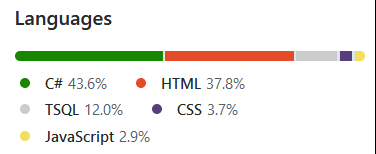 Languages
C# 43.6% HTML 37.8%
TSQL 12.0% CSS 3.7%
JavaScript 2.9%